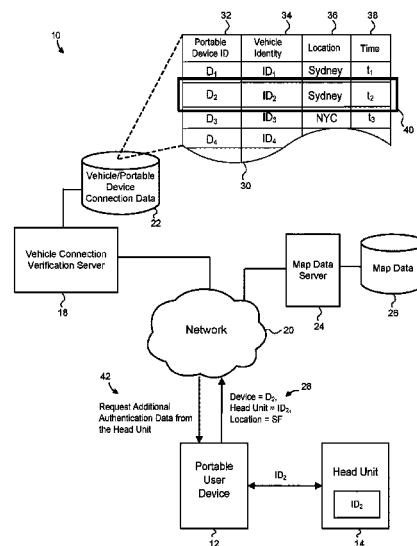 10
32
34
36
38
Portable Device ID
Vehicle Identity
Location
Time
D1
ID1
Sydney
t1
D2
ID2
Sydney
t2
D3
ID3
NYC
t3
D4
ID4
40
30
Vehicle/Portable
Device
Connection Data
22
Vehicle Connection
Verification Server
18
Map Data
Server
24
Map Data
26
Network
20
42
Request Additional
Authentication Data from
the Head Unit
28
Device = D2,
Head Unit = ID2,
Location = SF
Portable
User
Device
12
ID2
Head Unit
ID2
14